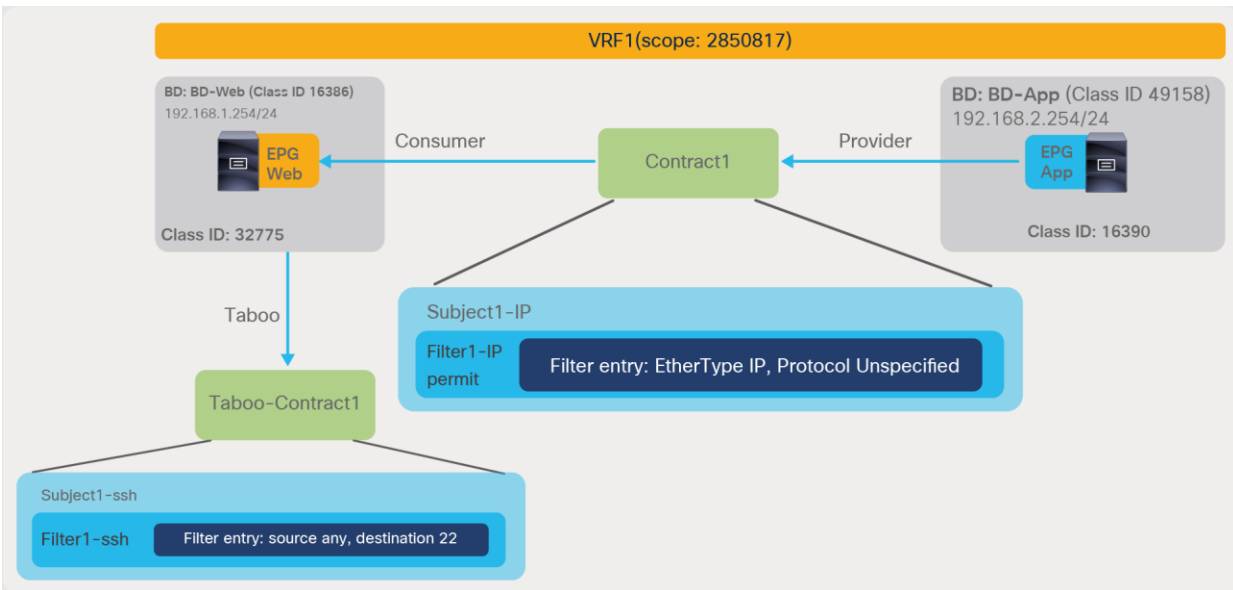 VRF1(scope: 2850817)
BD: BD-Web (Class ID 16386)
192.168.1.254/24
EPG
Web
Class ID: 32775
Consumer
Contract1
Provider
BD: BD-App (Class ID 49158)
192.168.2.254/24
EPG
App
Class ID: 16390
Taboo
Subject1-IP
Filter1-IP
permit
Filter entry: EtherType IP, Protocol Unspecified
Taboo-Contract1
Subject1-ssh
Filter1-ssh
Filter entry: source any, destination 22